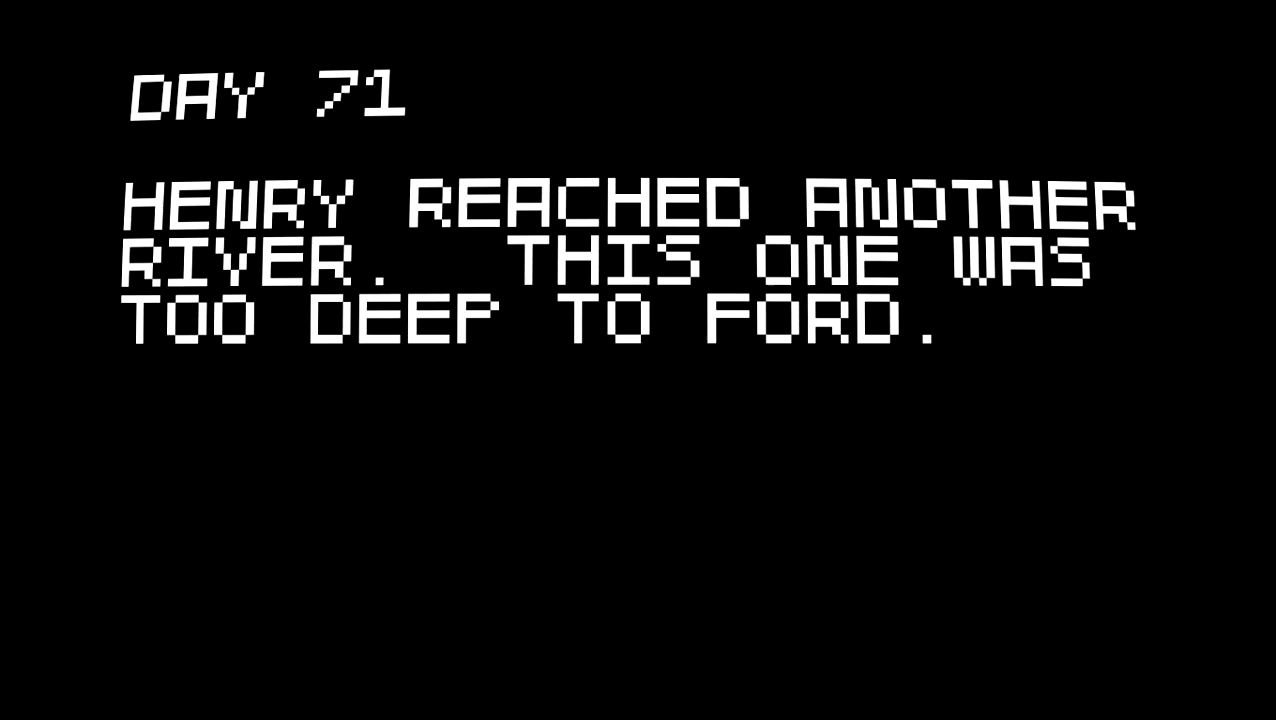 DAY 71
HENRY REACHED ANOTHER
RIVER.  THIS ONE WAS
TOO DEEP TO FORD.